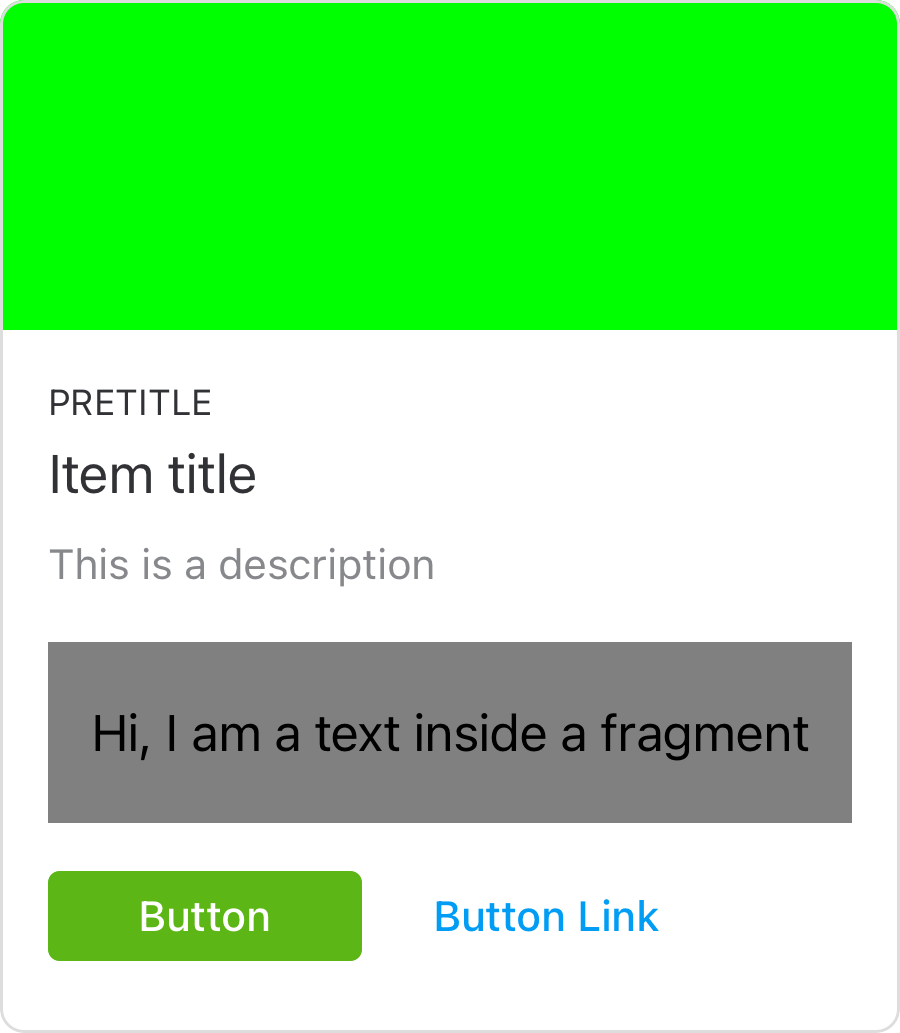 PRETITLE
Item title
This is a description
Hi, I am a text inside a fragment
Button
Button Link